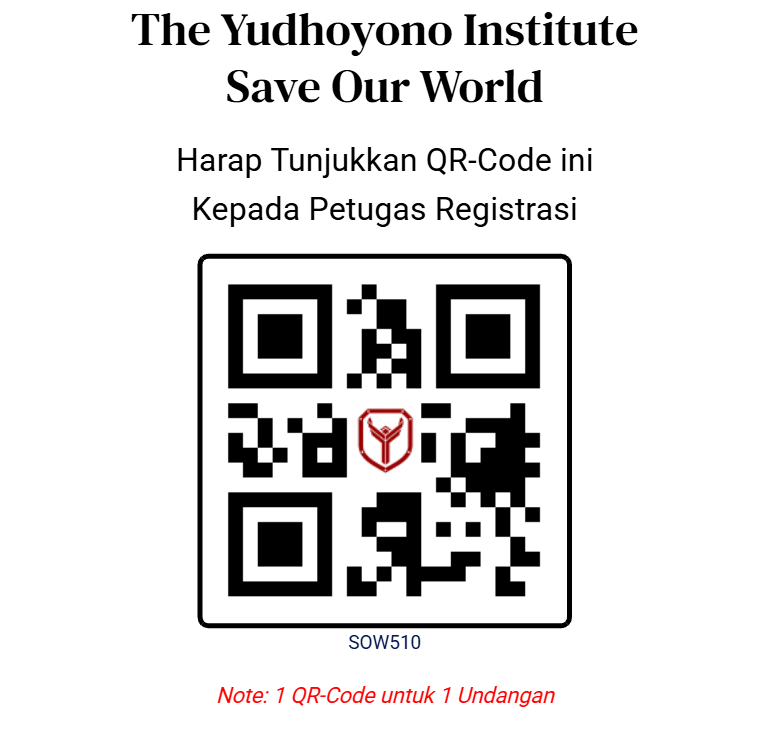 The Yudhoyono Institute
Save Our World
Harap Tunjukkan QR-Code ini
Kepada Petugas Registrasi
SOW510
Note: 1 QR-Code untuk 1 Undangan